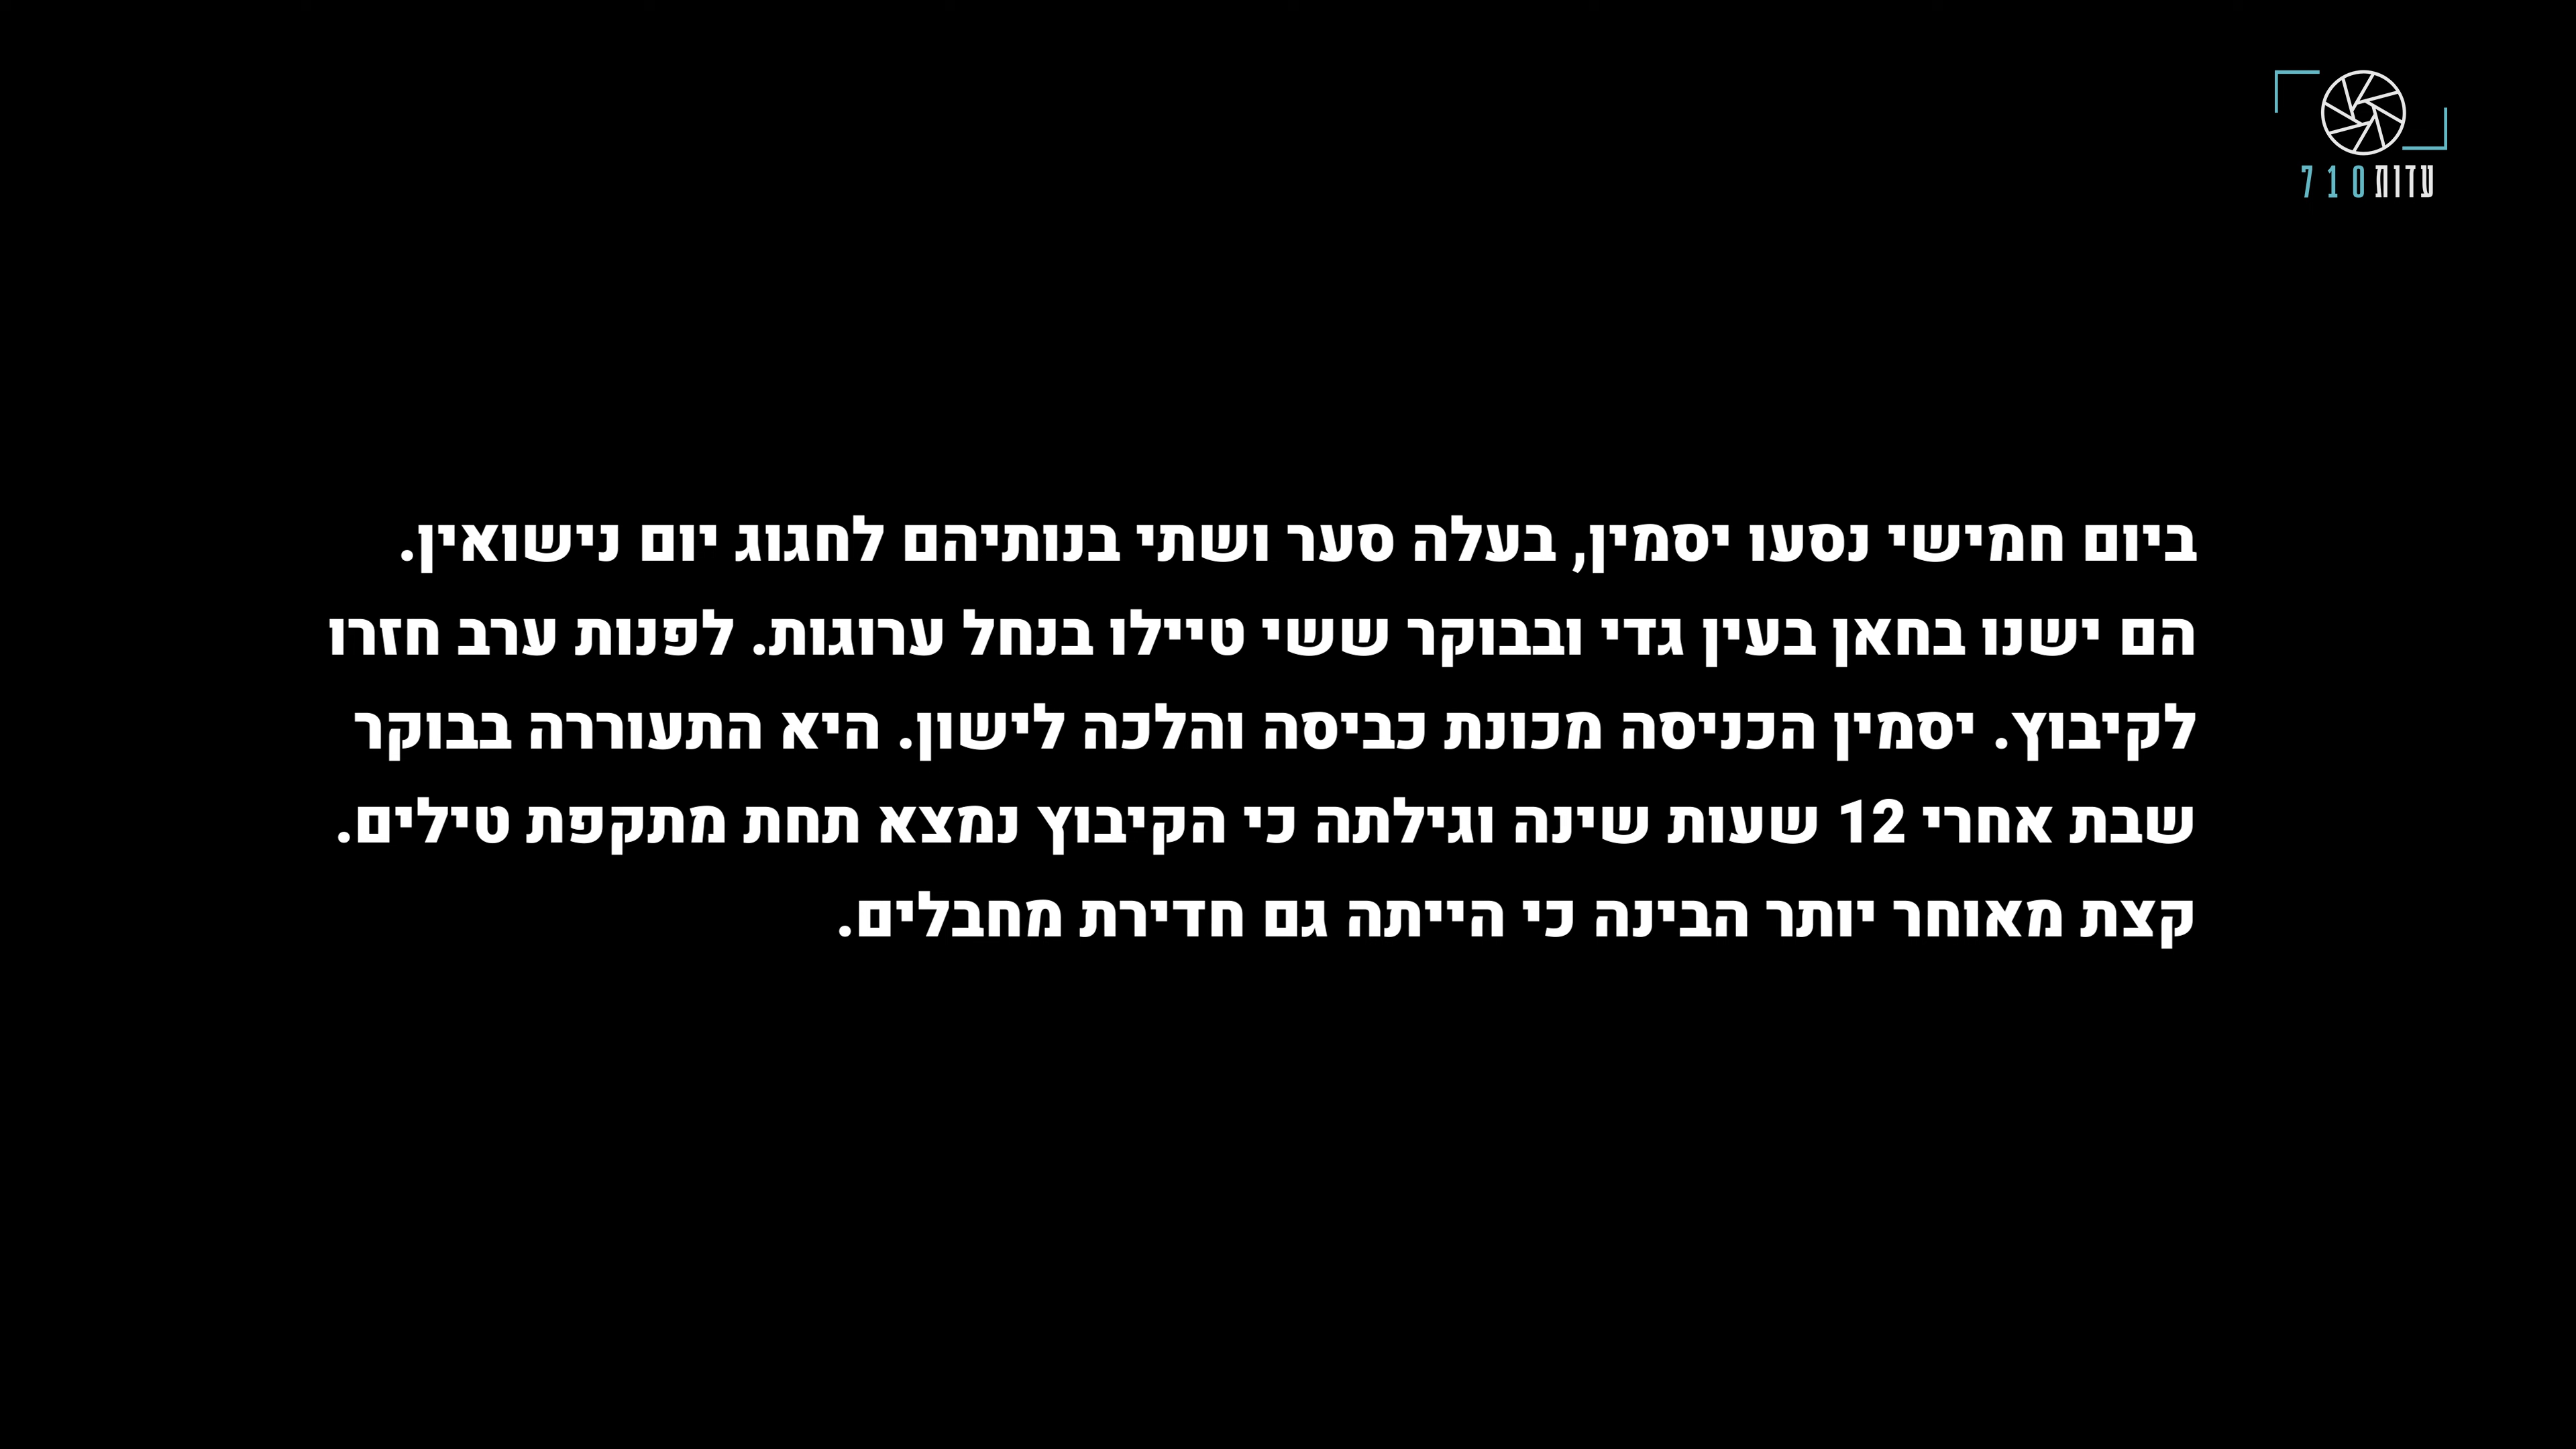 עדות710
ביום חמישי נסעו יסמין, בעלה סער ושתי בנותיהם לחגוג יום נישואין.
הם ישנו בחאן בעין גדי ובבוקר ששי טיילו בנחל ערוגות. לפנות ערב חזרו
לקיבוץ. יסמין הכניסה מכונת כביסה והלכה לישון. היא התעוררה בבוקר
שבת אחרי 12 שעות שינה וגילתה כי הקיבוץ נמצא תחת מתקפת טילים.
קצת מאוחר יותר הבינה כי הייתה גם חדירת מחבלים.